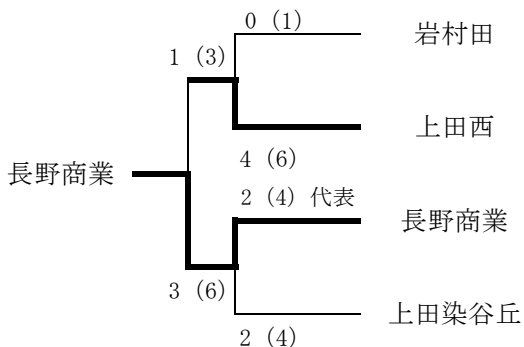 0 (1)
岩村田
1 (3)
上田西
4 (6)
長野商業
2 (4) 代表
長野商業
3 (6)
上田染谷丘
2 (4)